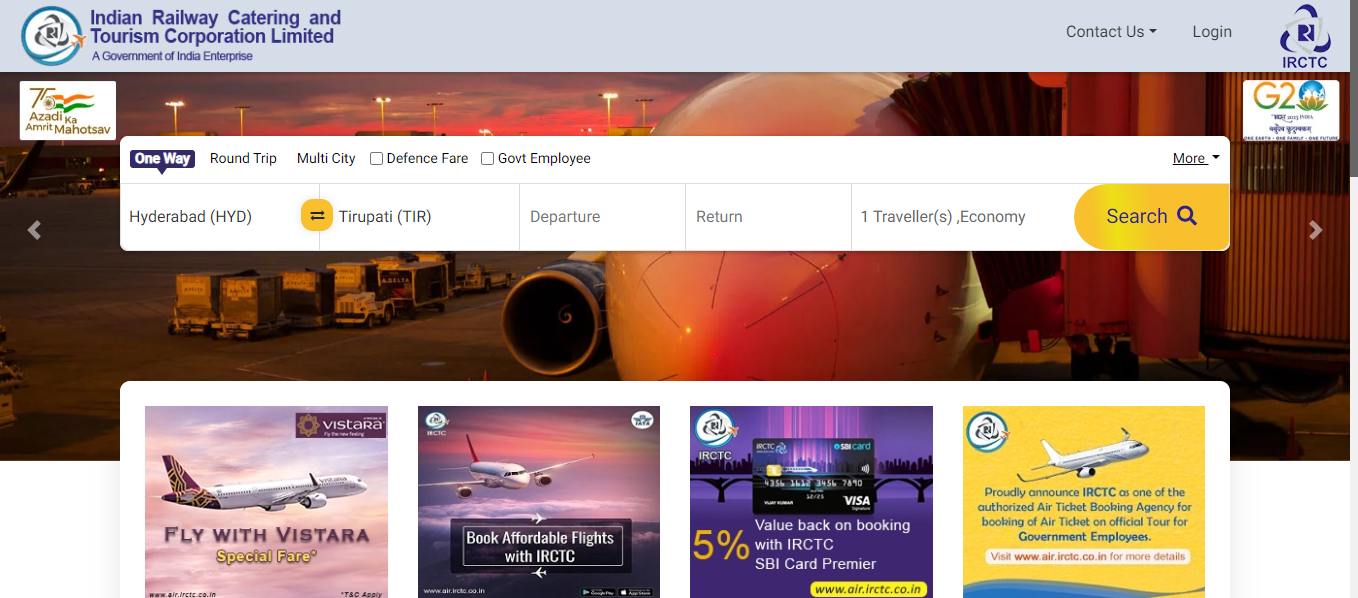 Indian Railway Catering and
Tourism Corporation Limited
A Government of India Enterprise
Contact Us
Login
IRCTC
75
Azadi Ka
Amrit Mahotsav
G20
ONE EARTH • ONE FAMILY • ONE FUTURE
One Way
Round Trip
Multi City
Defence Fare
Govt Employee
More
Hyderabad (HYD)
Tirupati (TIR)
Departure
Return
1 Traveller(s) ,Economy
Search
vistara
Fly the new feeling
FLY WITH VISTARA
Special Fare*
www.air.irctc.co.in
*T&C Apply
IRCTC
IATA
Book Affordable Flights
with IRCTC
www.air.irctc.co.in
Google Play
App Store
IRCTC
IRCTC
SBI card
4356 1612 3456 7890
12/25
VIJAY KUMAR
VISA
Signature
5%
Value back on booking
with IRCTC
SBI Card Premier
www.air.irctc.co.in
Proudly announce IRCTC as one of the
authorized Air Ticket Booking Agency for
booking of Air Ticket on official Tour for
Government Employees.
Visit www.air.irctc.co.in for more details